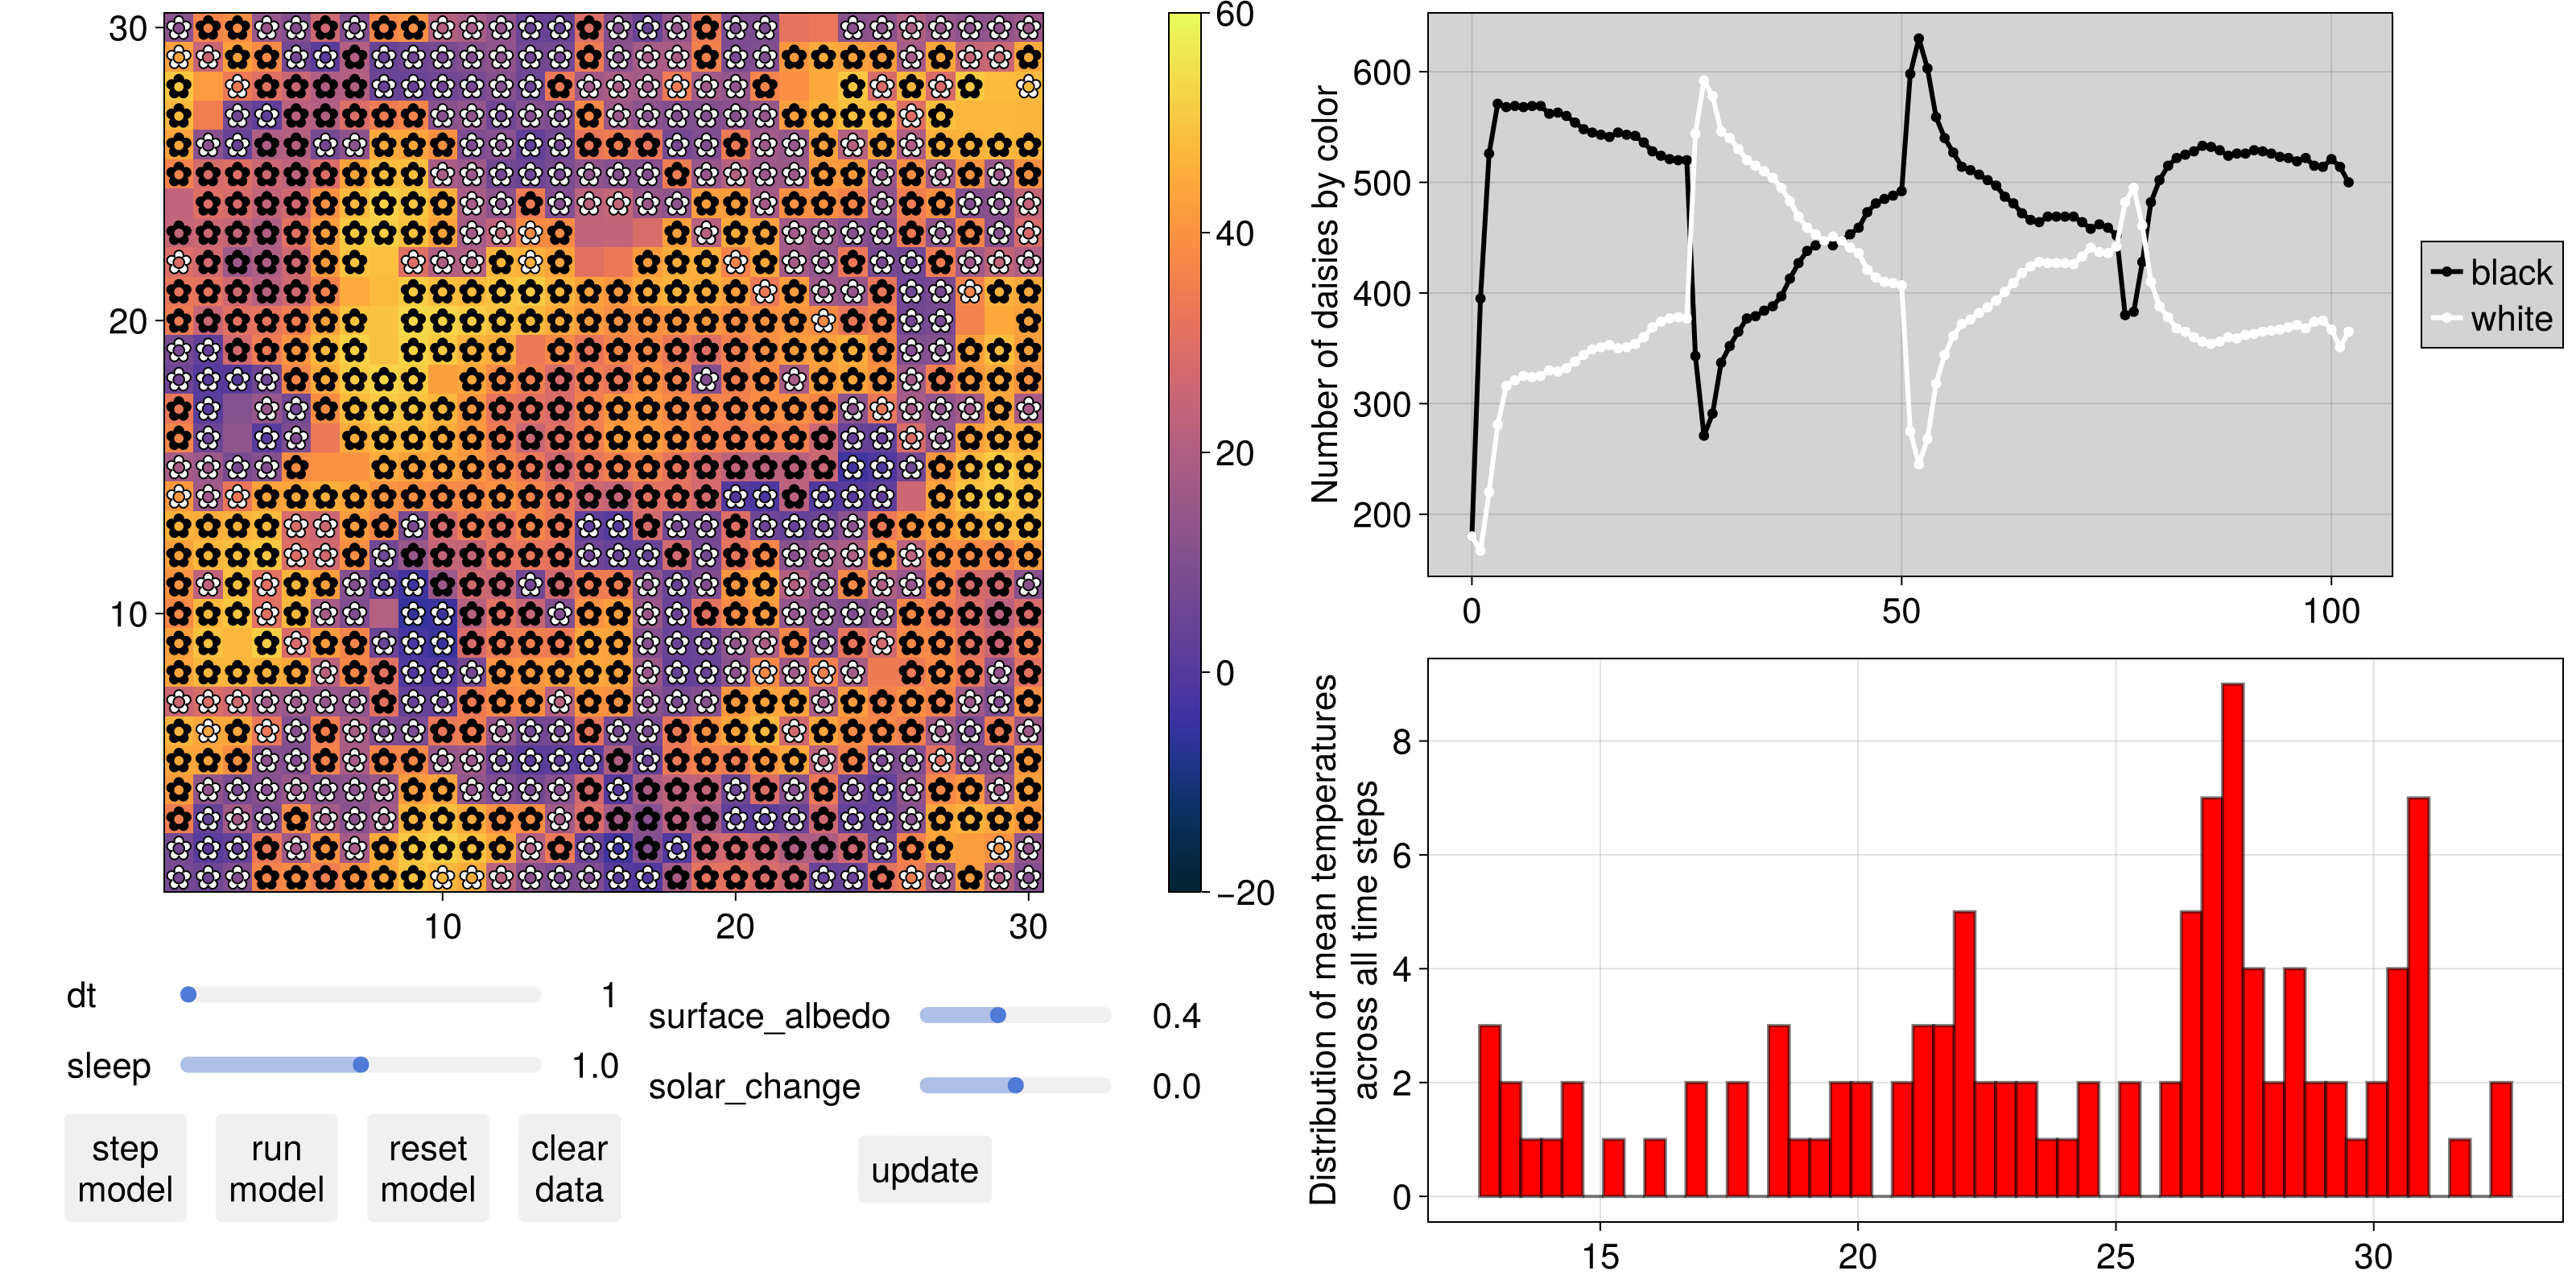 30
20
10
10
20
30
60
40
20
0
−20
Number of daisies by color
600
500
400
300
200
0
50
100
black
white
Distribution of mean temperatures
across all time steps
8
6
4
2
0
15
20
25
30
dt
1
sleep
1.0
surface_albedo
0.4
solar_change
0.0
step
model
run
model
reset
model
clear
data
update